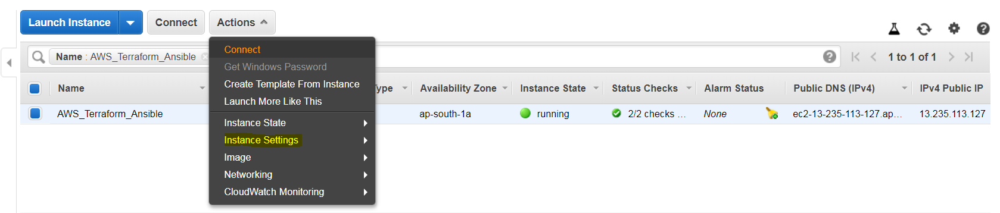 Launch Instance Connect Actions
Name : AWS_Terraform_Ansible ? 1 to 1 of 1
Connect
Get Windows Password
Create Template From Instance
Launch More Like This
Instance State
Instance Settings
Image
Networking
CloudWatch Monitoring
Name Type Availability Zone Instance State Status Checks Alarm Status Public DNS (IPv4) IPv4 Public IP
AWS_Terraform_Ansible ap-south-1a running 2/2 checks ... None ec2-13-235-113-127.ap... 13.235.113.127